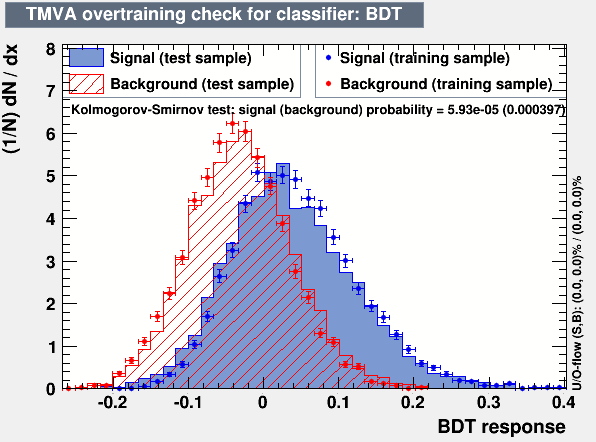 TMVA overtraining check for classifier: BDT
(1/N) dN / dx
8
7
6
5
4
3
2
1
0
Signal (test sample)
Background (test sample)
Signal (training sample)
Background (training sample)
Kolmogorov-Smirnov test: signal (background) probability = 5.93e-05 (0.000397)
U/O-flow (S,B): (0.0, 0.0)% / (0.0, 0.0)%
-0.2 -0.1 0 0.1 0.2 0.3 0.4
BDT response